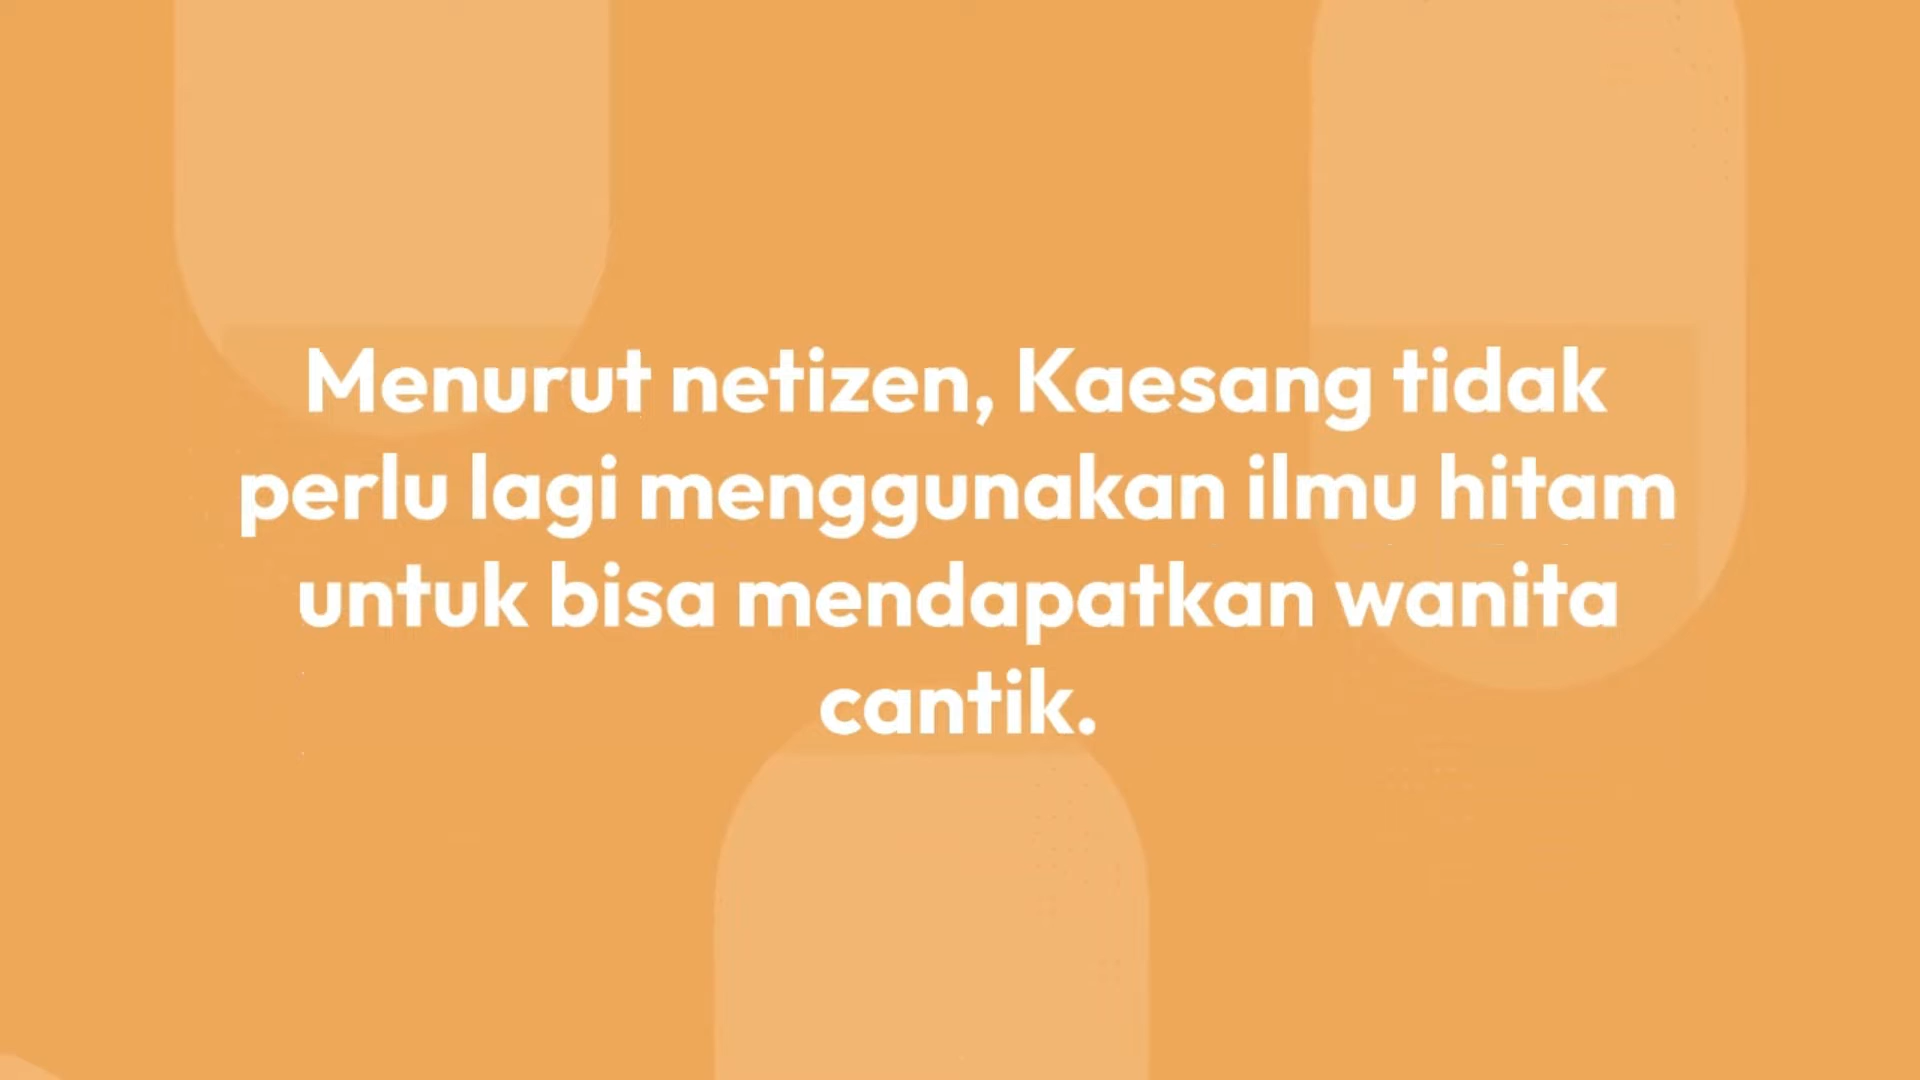 Menurut netizen, Kaesang tidak
perlu lagi menggunakan ilmu hitam
untuk bisa mendapatkan wanita
cantik.